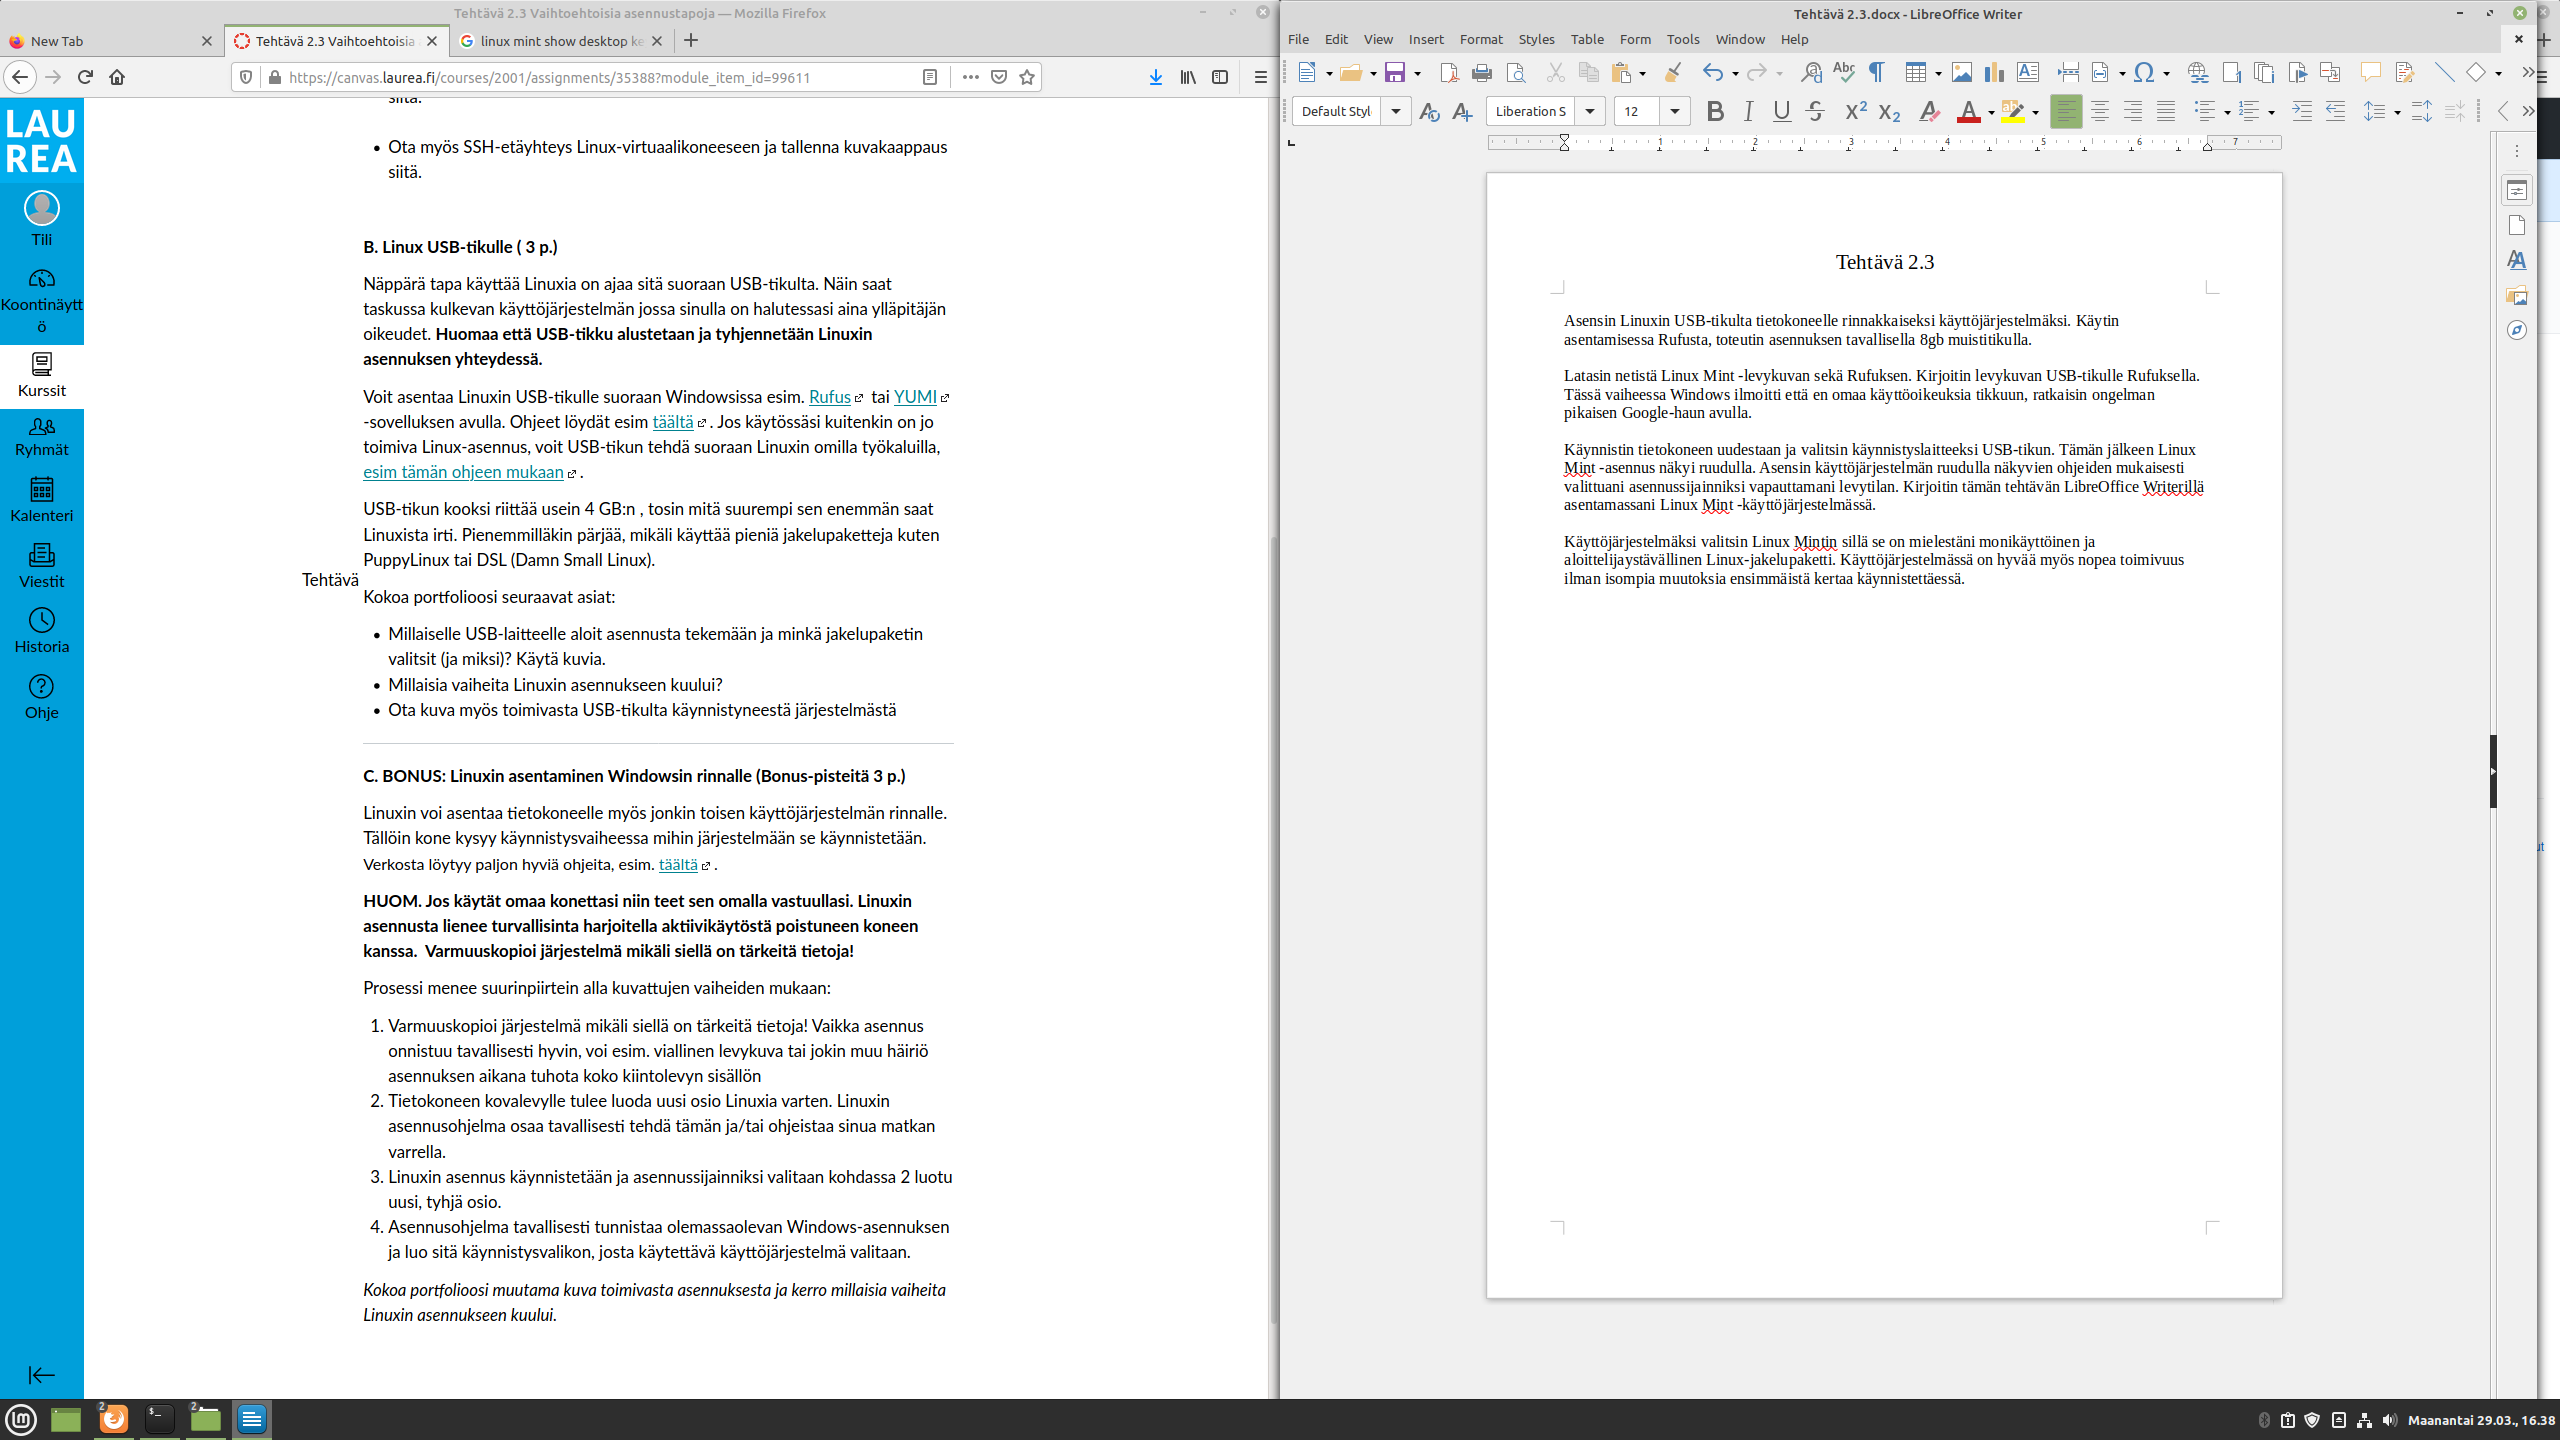 Tehtävä 2.3 Vaihtoehtoisia asennustapoja — Mozilla Firefox
New Tab
Tehtävä 2.3 Vaihtoehtoisia
linux mint show desktop ke
https://canvas.laurea.fi/courses/2001/assignments/35388?module_item_id=99611
LAU
REA
Tili
Koontinäytt
ö
Kurssit
Ryhmät
Kalenteri
Viestit
Historia
Ohje
siitä.
• Ota myös SSH-etäyhteys Linux-virtuaalikoneeseen ja tallenna kuvakaappaus
siitä.
B. Linux USB-tikulle ( 3 p.)
Näppärä tapa käyttää Linuxia on ajaa sitä suoraan USB-tikulta. Näin saat
taskussa kulkevan käyttöjärjestelmän jossa sinulla on halutessasi aina ylläpitäjän
oikeudet. Huomaa että USB-tikku alustetaan ja tyhjennetään Linuxin
asennuksen yhteydessä.
Voit asentaa Linuxin USB-tikulle suoraan Windowsissa esim. Rufus tai YUMI
-sovelluksen avulla. Ohjeet löydät esim täältä . Jos käytössäsi kuitenkin on jo
toimiva Linux-asennus, voit USB-tikun tehdä suoraan Linuxin omilla työkaluilla,
esim tämän ohjeen mukaan .
USB-tikun kooksi riittää usein 4 GB:n , tosin mitä suurempi sen enemmän saat
Linuxista irti. Pienemmilläkin pärjää, mikäli käyttää pieniä jakelupaketteja kuten
PuppyLinux tai DSL (Damn Small Linux).
Tehtävä
Kokoa portfolioosi seuraavat asiat:
• Millaiselle USB-laitteelle aloit asennusta tekemään ja minkä jakelupaketin
valitsit (ja miksi)? Käytä kuvia.
• Millaisia vaiheita Linuxin asennukseen kuului?
• Ota kuva myös toimivasta USB-tikulta käynnistyneestä järjestelmästä
C. BONUS: Linuxin asentaminen Windowsin rinnalle (Bonus-pisteitä 3 p.)
Linuxin voi asentaa tietokoneelle myös jonkin toisen käyttöjärjestelmän rinnalle.
Tällöin kone kysyy käynnistysvaiheessa mihin järjestelmään se käynnistetään.
Verkosta löytyy paljon hyviä ohjeita, esim. täältä .
HUOM. Jos käytät omaa konettasi niin teet sen omalla vastuullasi. Linuxin
asennusta lienee turvallisinta harjoitella aktiivikäytöstä poistuneen koneen
kanssa. Varmuuskopioi järjestelmä mikäli siellä on tärkeitä tietoja!
Prosessi menee suurinpiirtein alla kuvattujen vaiheiden mukaan:
1. Varmuuskopioi järjestelmä mikäli siellä on tärkeitä tietoja! Vaikka asennus
onnistuu tavallisesti hyvin, voi esim. viallinen levykuva tai jokin muu häiriö
asennuksen aikana tuhota koko kiintolevyn sisällön
2. Tietokoneen kovalevylle tulee luoda uusi osio Linuxia varten. Linuxin
asennusohjelma osaa tavallisesti tehdä tämän ja/tai ohjeistaa sinua matkan
varrella.
3. Linuxin asennus käynnistetään ja asennussijainniksi valitaan kohdassa 2 luotu
uusi, tyhjä osio.
4. Asennusohjelma tavallisesti tunnistaa olemassaolevan Windows-asennuksen
ja luo sitä käynnistysvalikon, josta käytettävä käyttöjärjestelmä valitaan.
Kokoa portfolioosi muutama kuva toimivasta asennuksesta ja kerro millaisia vaiheita
Linuxin asennukseen kuului.
Tehtävä 2.3.docx - LibreOffice Writer
File Edit View Insert Format Styles Table Form Tools Window Help
Default Styl Liberation S 12
1 2 3 4 5 6 7
Tehtävä 2.3
Asensin Linuxin USB-tikulta tietokoneelle rinnakkaiseksi käyttöjärjestelmäksi. Käytin
asentamisessa Rufusta, toteutin asennuksen tavallisella 8gb muistitikulla.
Latasin netistä Linux Mint -levykuvan sekä Rufuksen. Kirjoitin levykuvan USB-tikulle Rufuksella.
Tässä vaiheessa Windows ilmoitti että en omaa käyttöoikeuksia tikkuun, ratkaisin ongelman
pikaisen Google-haun avulla.
Käynnistin tietokoneen uudestaan ja valitsin käynnistyslaitteeksi USB-tikun. Tämän jälkeen Linux
Mint -asennus näkyi ruudulla. Asensin käyttöjärjestelmän ruudulla näkyvien ohjeiden mukaisesti
valittuani asennussijainniksi vapauttamani levytilan. Kirjoitin tämän tehtävän LibreOffice Writerillä
asentamassani Linux Mint -käyttöjärjestelmässä.
Käyttöjärjestelmäksi valitsin Linux Mintin sillä se on mielestäni monikäyttöinen ja
aloittelijaystävällinen Linux-jakelupaketti. Käyttöjärjestelmässä on hyvää myös nopea toimivuus
ilman isompia muutoksia ensimmäistä kertaa käynnistettäessä.
2
2
Maanantai 29.03., 16.38